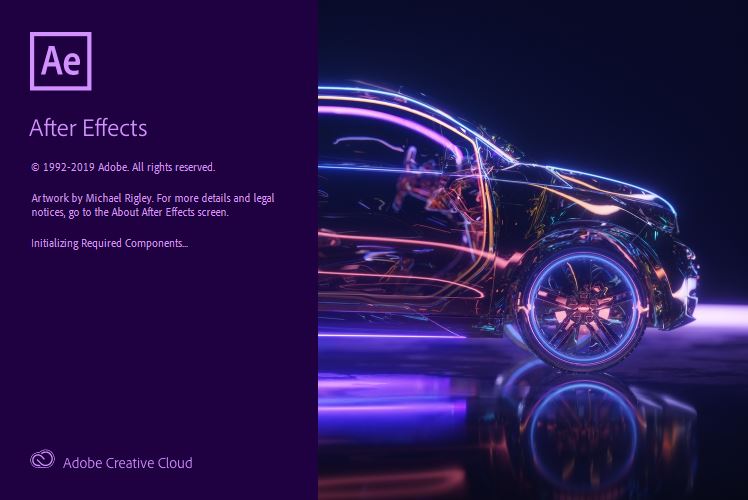 Ae
After Effects
© 1992-2019 Adobe. All rights reserved.
Artwork by Michael Rigley. For more details and legal
notices, go to the About After Effects screen.
Initializing Required Components...
Adobe Creative Cloud